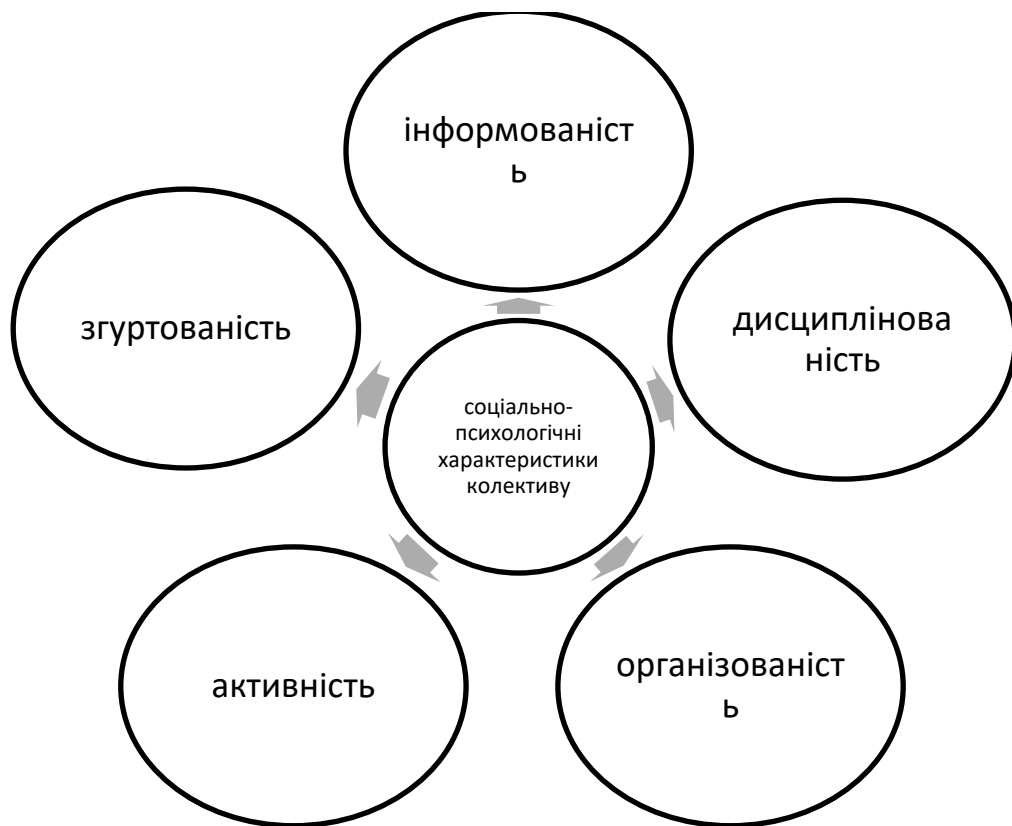 інформованіст
ь
згуртованість
дисциплінова
ність
соціально-
психологічні
характеристики
колективу
активність
організованіст
ь